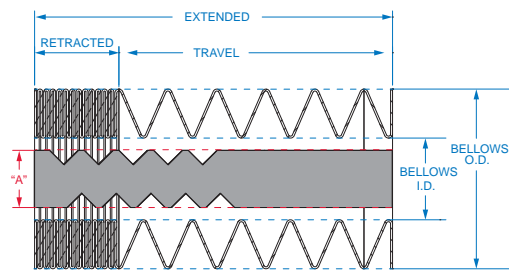 EXTENDED
RETRACTED
TRAVEL
"A"
BELLOWS
I.D.
BELLOWS
O.D.